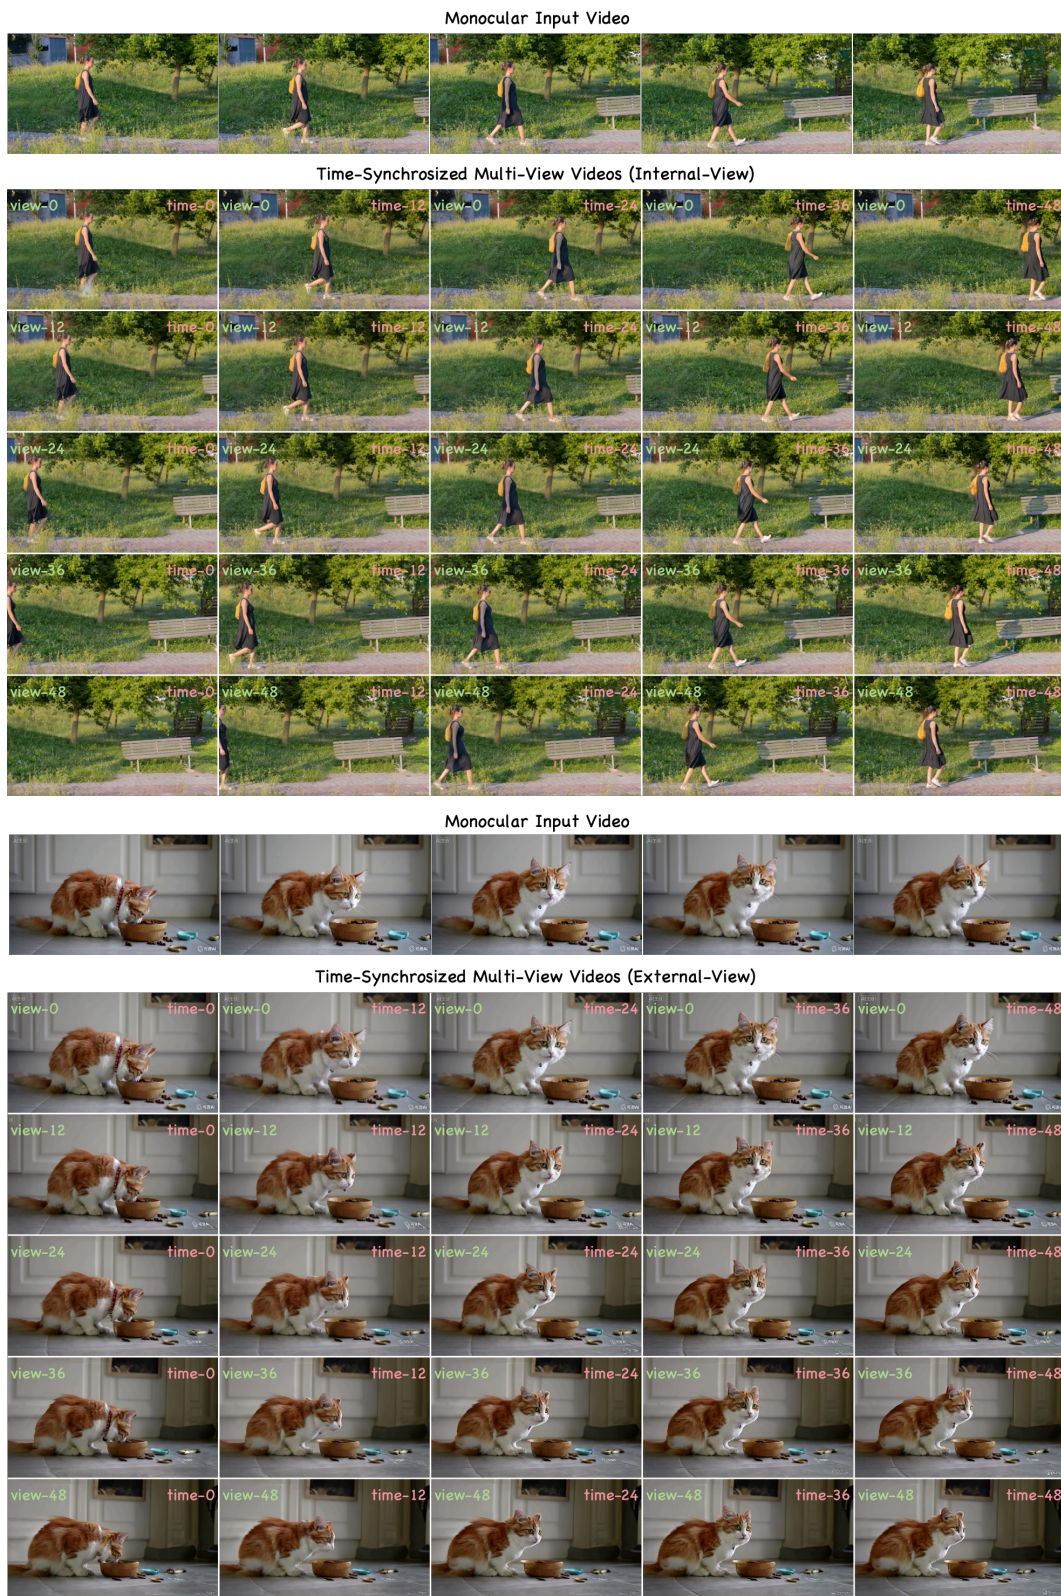 Monocular Input Video
Time-Synchrosized Multi-View Videos (Internal-View)
view-0 time-0 view-0 time-12 view-0 time-24 view-0 time-36 view-0 time-48
view-12 time-0 view-12 time-12 view-12 time-24 view-12 time-36 view-12 time-48
view-24 time-0 view-24 time-12 view-24 time-24 view-24 time-36 view-24 time-48
view-36 time-0 view-36 time-12 view-36 time-24 view-36 time-36 view-36 time-48
view-48 time-0 view-48 time-12 view-48 time-24 view-48 time-36 view-48 time-48
Monocular Input Video
Time-Synchrosized Multi-View Videos (External-View)
view-0 time-0 view-0 time-12 view-0 time-24 view-0 time-36 view-0 time-48
view-12 time-0 view-12 time-12 view-12 time-24 view-12 time-36 view-12 time-48
view-24 time-0 view-24 time-12 view-24 time-24 view-24 time-36 view-24 time-48
view-36 time-0 view-36 time-12 view-36 time-24 view-36 time-36 view-36 time-48
view-48 time-0 view-48 time-12 view-48 time-24 view-48 time-36 view-48 time-48